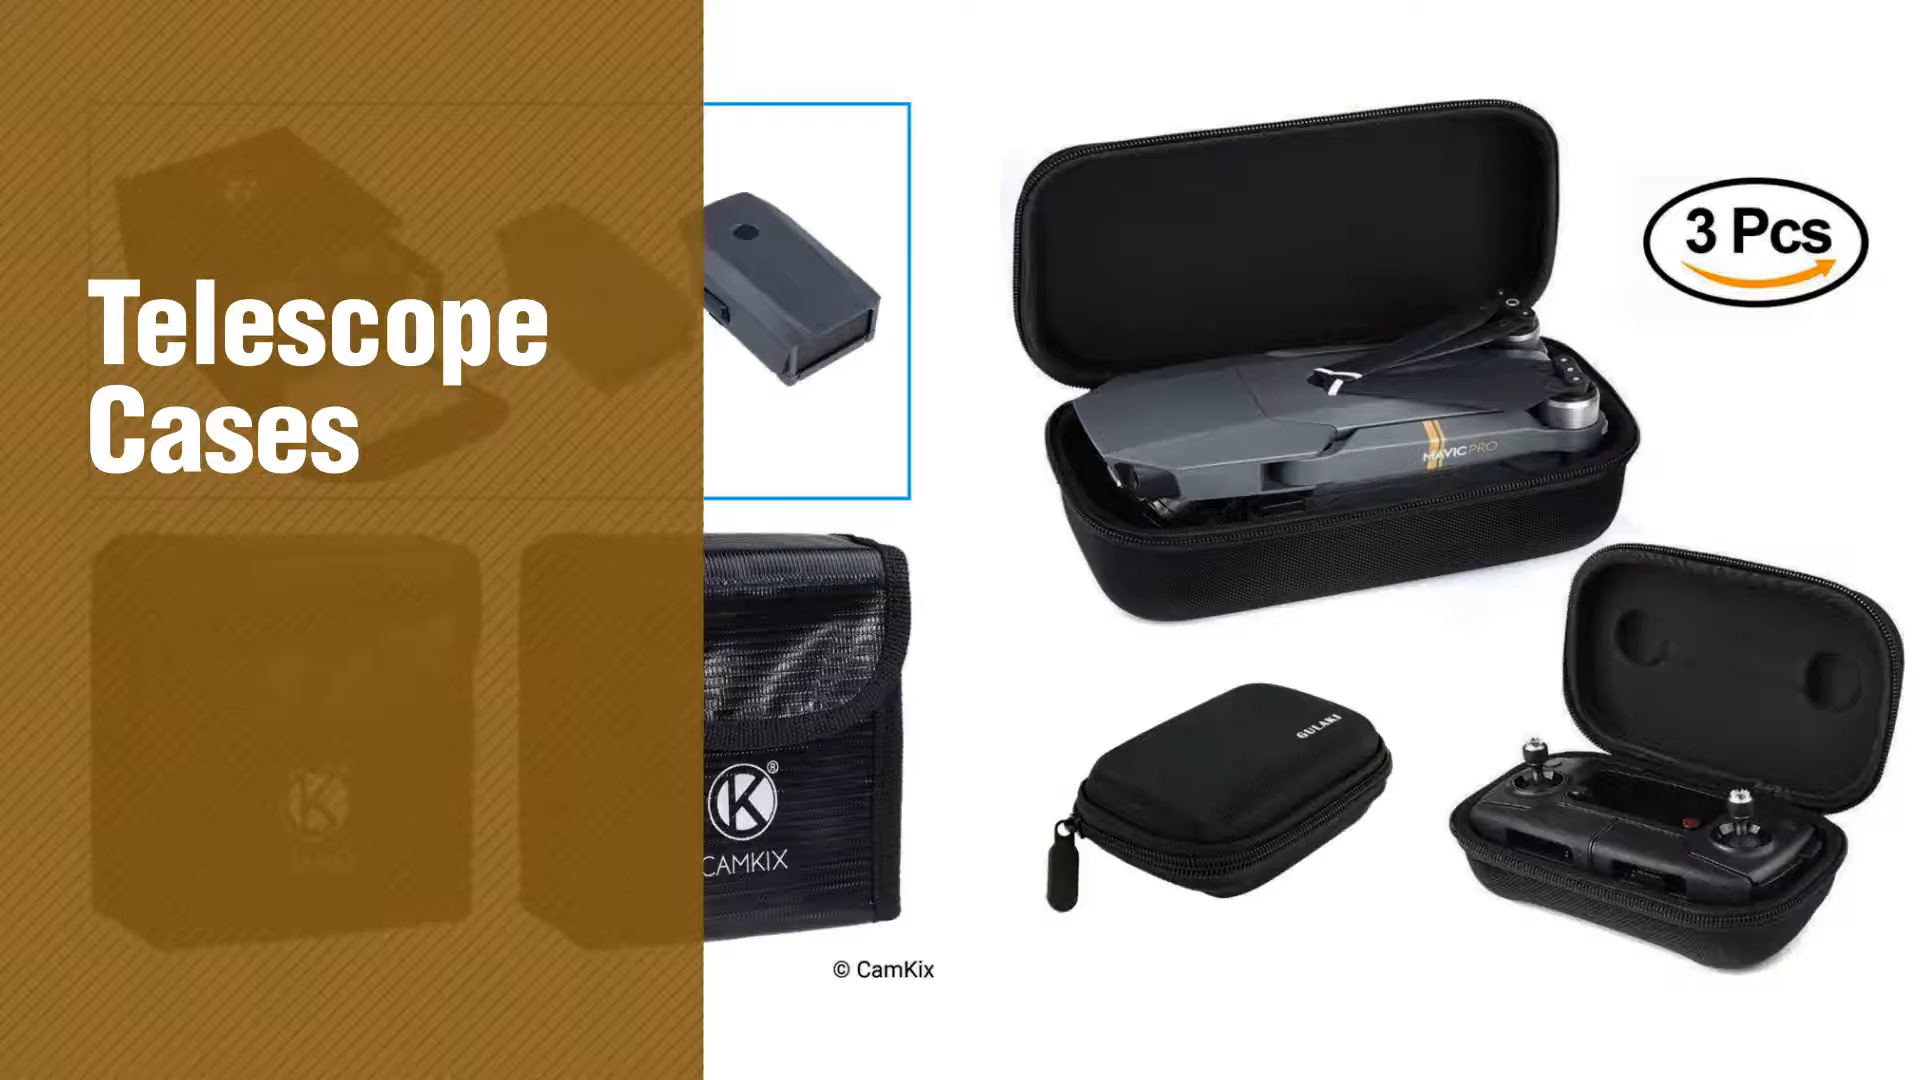 Telescope
Cases
3 Pcs
MAVIC PRO
GULAKI
K®
CAMKIX
© CamKix